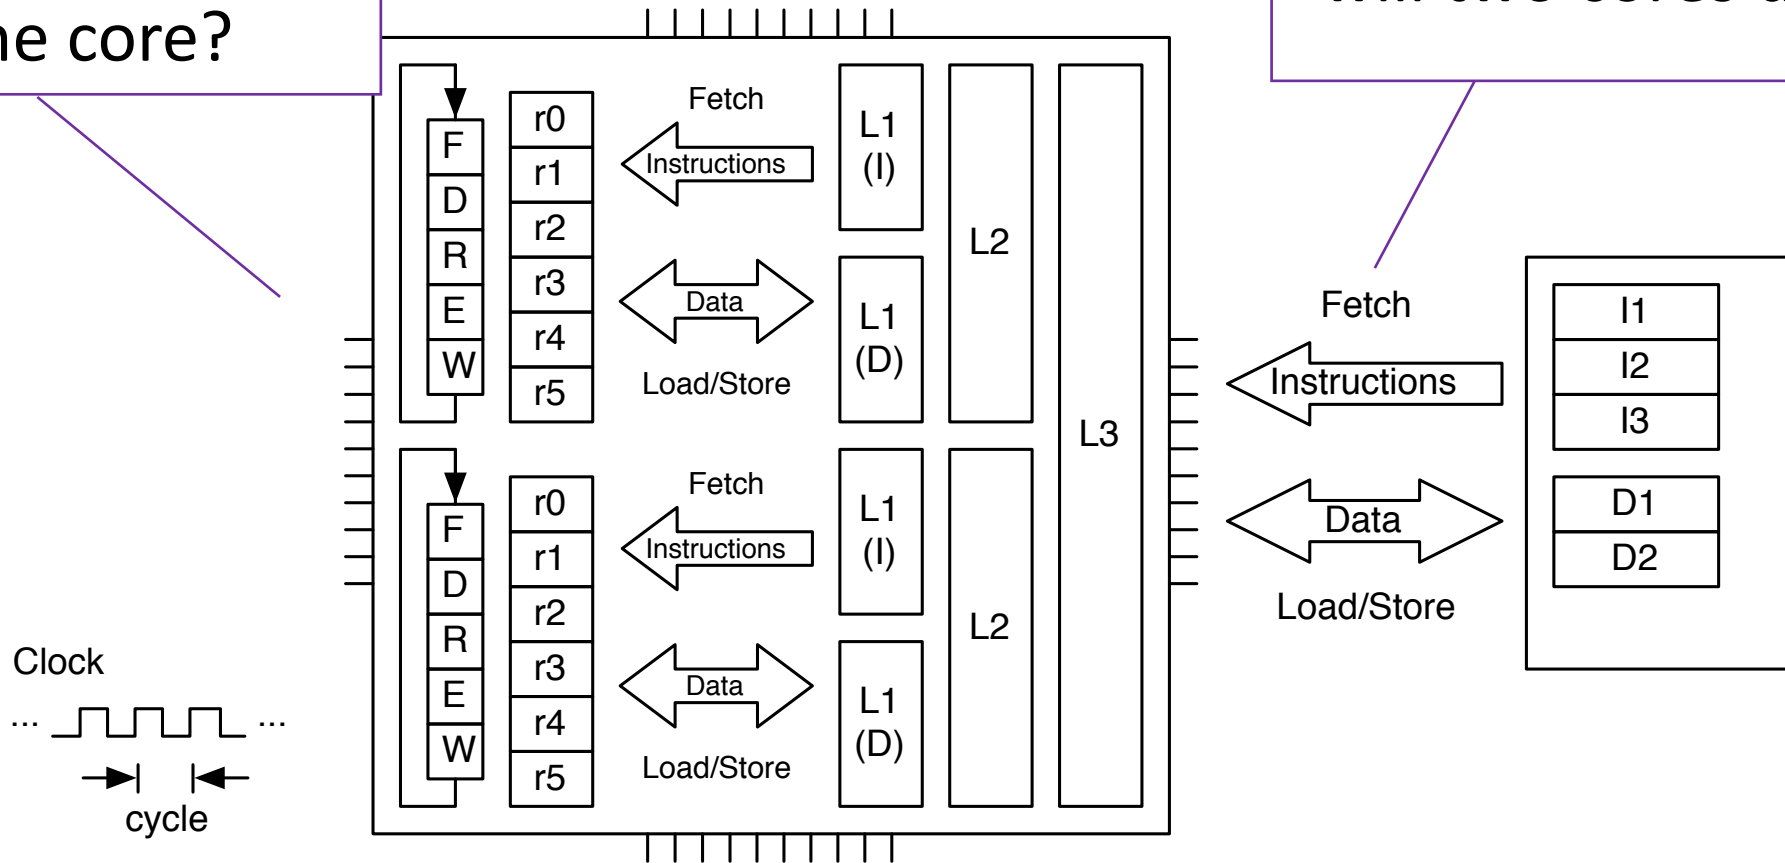 core?
Fetch
Instructions
Data
Load/Store
F
D
R
E
W
r0
r1
r2
r3
r4
r5
L1
(I)
L1
(D)
L2
Fetch
Instructions
Data
Load/Store
F
D
R
E
W
r0
r1
r2
r3
r4
r5
L1
(I)
L1
(D)
L2
L3
Fetch
Instructions
Data
Load/Store
I1
I2
I3
D1
D2
Clock
... ...
cycle